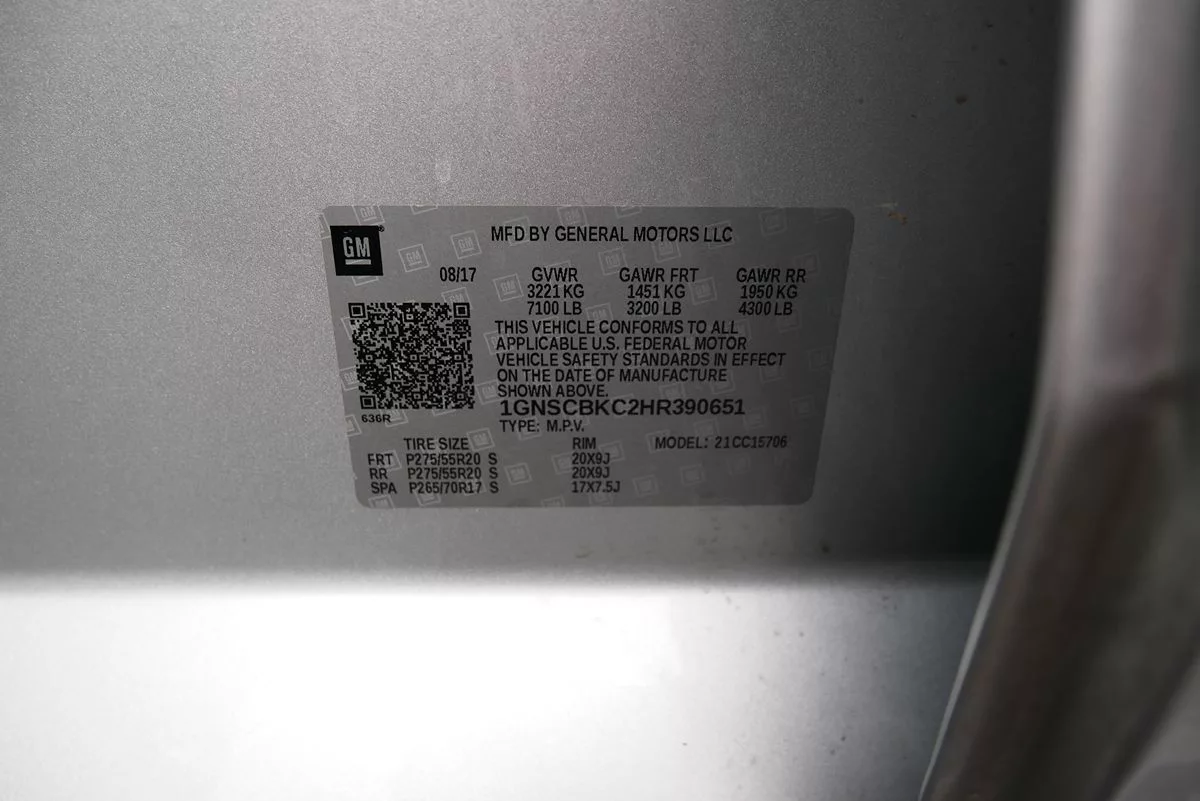 GM
MFD BY GENERAL MOTORS LLC
08/17 GVWR GAWR FRT GAWR RR
3221 KG 1451 KG 1950 KG
7100 LB 3200 LB 4300 LB
THIS VEHICLE CONFORMS TO ALL
APPLICABLE U.S. FEDERAL MOTOR
VEHICLE SAFETY STANDARDS IN EFFECT
ON THE DATE OF MANUFACTURE
SHOWN ABOVE.
1GNSCBKC2HR390651
636R
TYPE: M.P.V.
TIRE SIZE RIM MODEL: 21CC15706
FRT P275/55R20 S 20X9J
RR P275/55R20 S 20X9J
SPA P265/70R17 S 17X7.5J